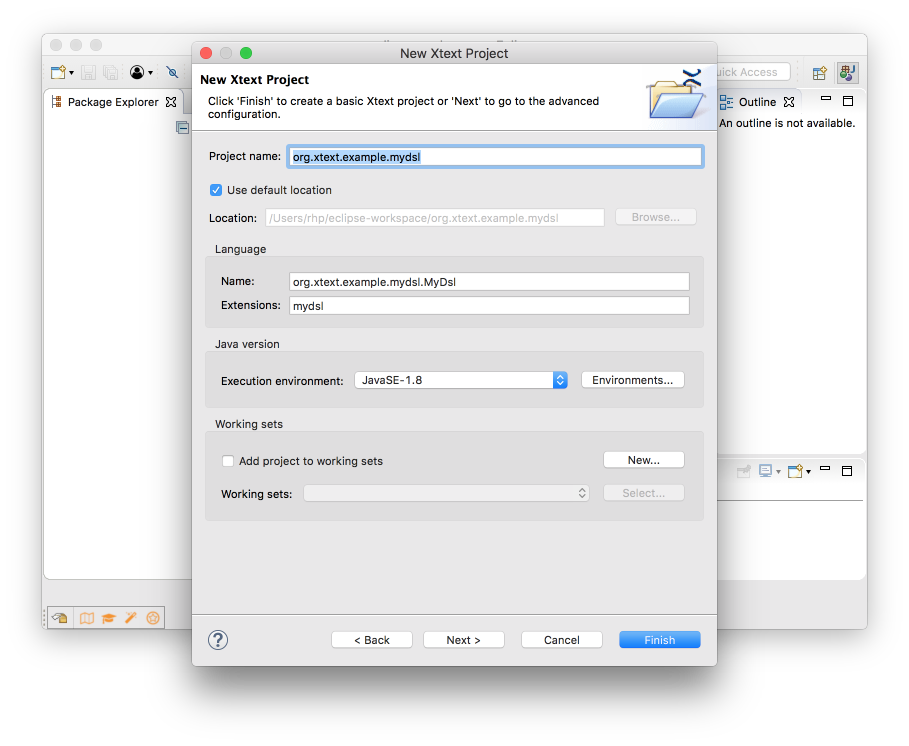 New Xtext Project
Quick Access
Package Explorer
Outline
An outline is not available.
New Xtext Project
Click 'Finish' to create a basic Xtext project or 'Next' to go to the advanced
configuration.
Project name: org.xtext.example.mydsl
Use default location
Location: /Users/rhp/eclipse-workspace/org.xtext.example.mydsl Browse...
Language
Name: org.xtext.example.mydsl.MyDsl
Extensions: mydsl
Java version
Execution environment: JavaSE-1.8 Environments...
Working sets
Add project to working sets New...
Working sets: Select...
? < Back Next > Cancel Finish